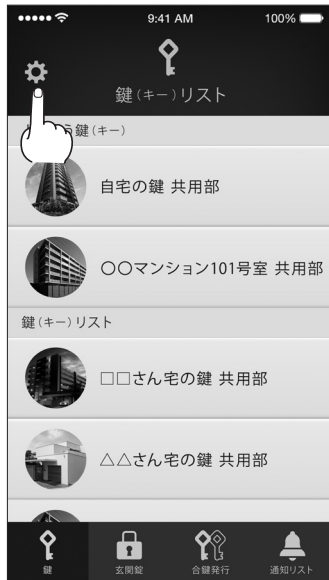 9:41 AM
100%
鍵(キー)リスト
う鍵(キー)
自宅の鍵 共用部
〇〇マンション101号室 共用部
鍵(キー)リスト
□□さん宅の鍵 共用部
△△さん宅の鍵 共用部
鍵
玄関錠
合鍵発行
通知リスト